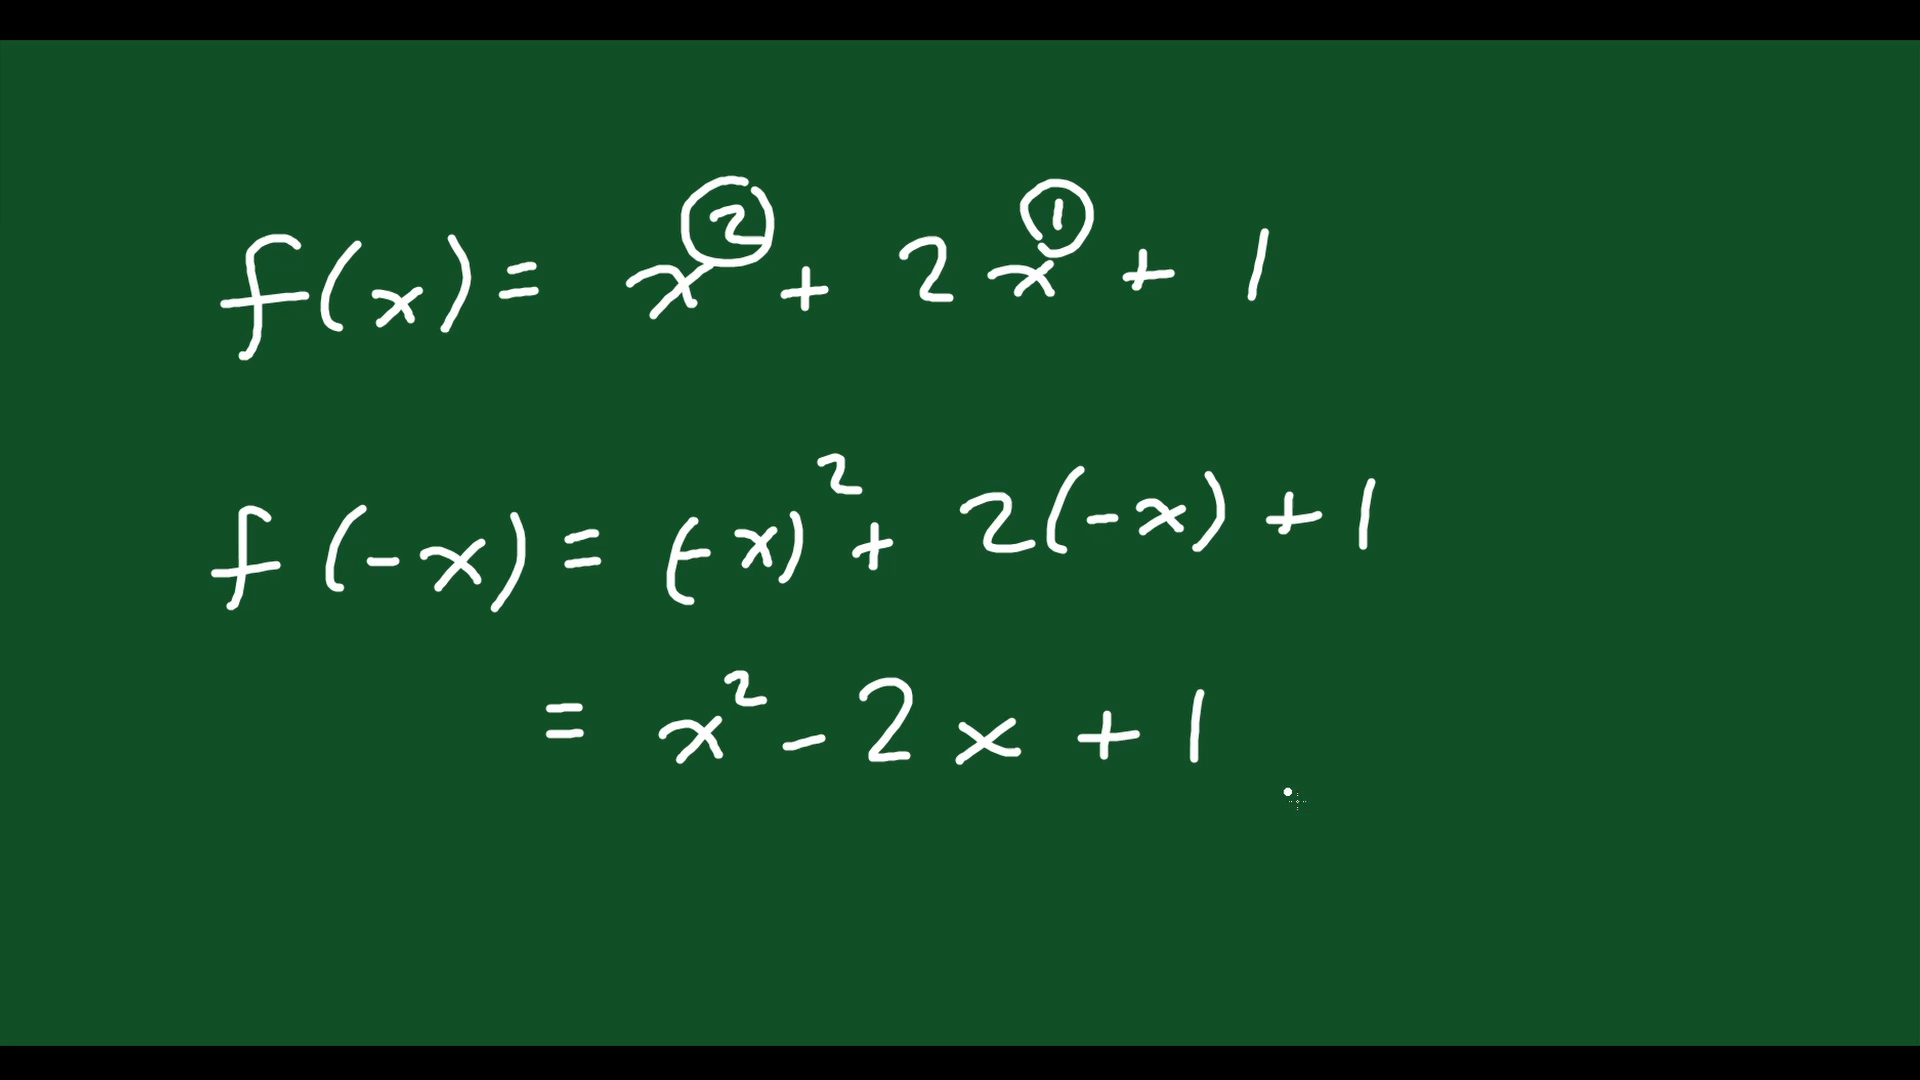 f(x) = x² + 2x¹ + 1
f(-x) = (-x)² + 2(-x) + 1
= x² - 2x + 1